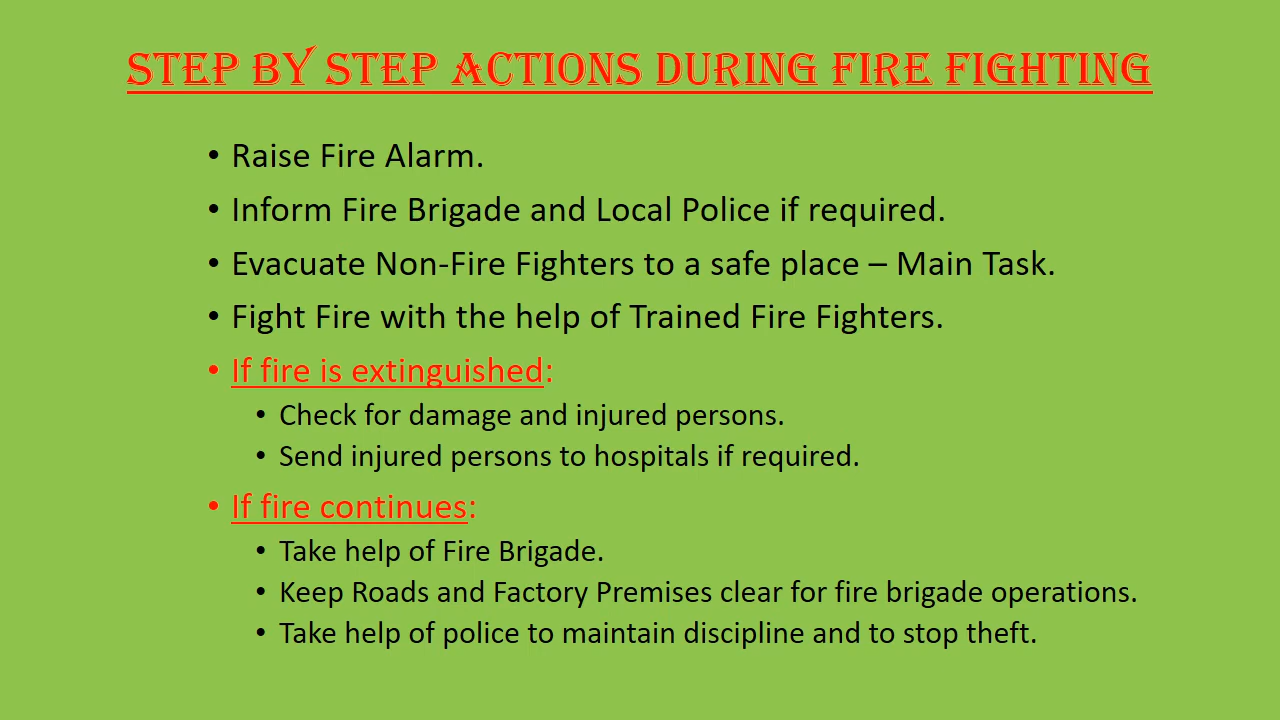 STEP BY STEP ACTIONS DURING FIRE FIGHTING
• Raise Fire Alarm.
• Inform Fire Brigade and Local Police if required.
• Evacuate Non-Fire Fighters to a safe place – Main Task.
• Fight Fire with the help of Trained Fire Fighters.
• If fire is extinguished:
• Check for damage and injured persons.
• Send injured persons to hospitals if required.
• If fire continues:
• Take help of Fire Brigade.
• Keep Roads and Factory Premises clear for fire brigade operations.
• Take help of police to maintain discipline and to stop theft.